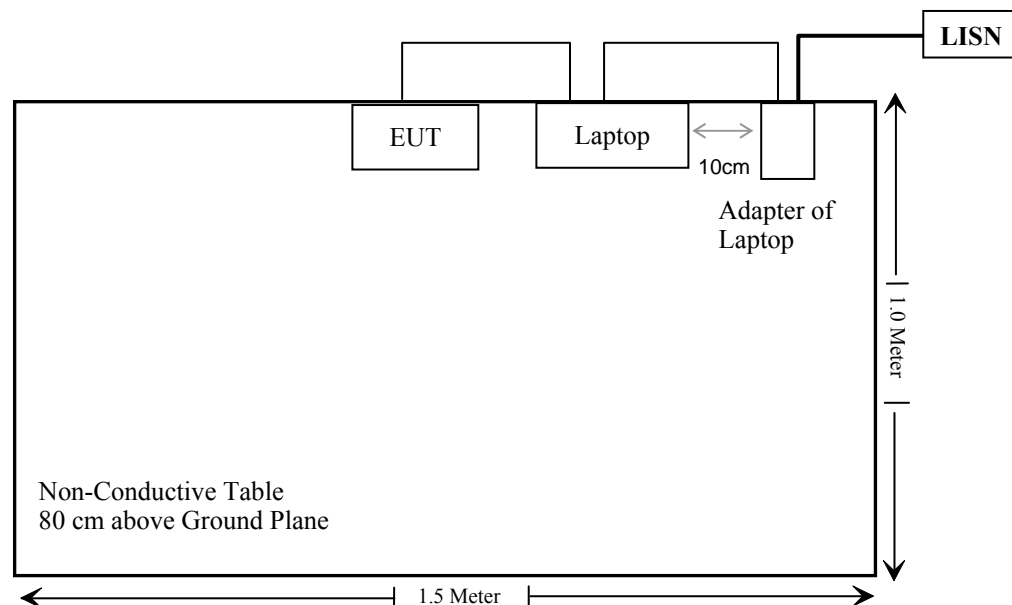 LISN
EUT
Laptop
10cm
Adapter of
Laptop
1.0 Meter
Non-Conductive Table
80 cm above Ground Plane
1.5 Meter